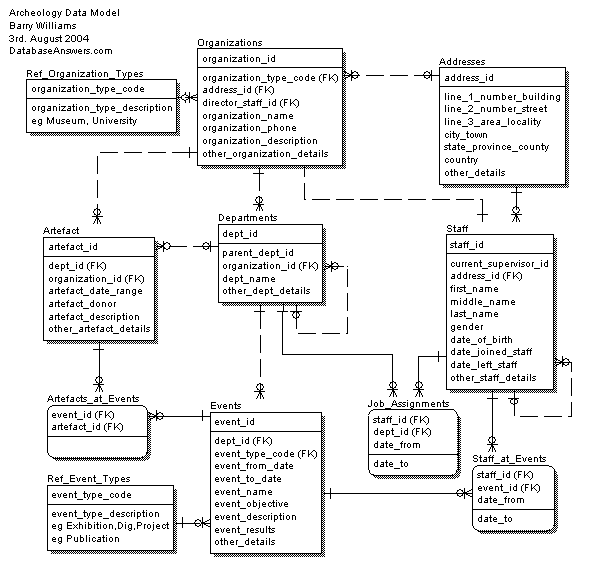 Archeology Data Model
Barry Williams
3rd. August 2004
DatabaseAnswers.com
Organizations
organization_id
organization_type_code (FK)
address_id (FK)
director_staff_id (FK)
organization_name
organization_phone
organization_description
other_organization_details
Addresses
address_id
line_1_number_building
line_2_number_street
line_3_area_locality
city_town
state_province_county
country
other_details
Ref_Organization_Types
organization_type_code
organization_type_description
eg Museum, University
Artefact
artefact_id
dept_id (FK)
organization_id (FK)
artefact_date_range
artefact_donor
artefact_description
other_artefact_details
Departments
dept_id
parent_dept_id
organization_id (FK)
dept_name
other_dept_details
Staff
staff_id
current_supervisor_id
address_id (FK)
first_name
middle_name
last_name
gender
date_of_birth
date_joined_staff
date_left_staff
other_staff_details
Artefacts_at_Events
event_id (FK)
artefact_id (FK)
Events
event_id
dept_id (FK)
event_type_code (FK)
event_from_date
event_to_date
event_name
event_objective
event_description
event_results
other_details
Job_Assignments
staff_id (FK)
dept_id (FK)
date_from
date_to
Staff_at_Events
staff_id (FK)
event_id (FK)
date_from
date_to
Ref_Event_Types
event_type_code
event_type_description
eg Exhibition,Dig,Project
eg Publication